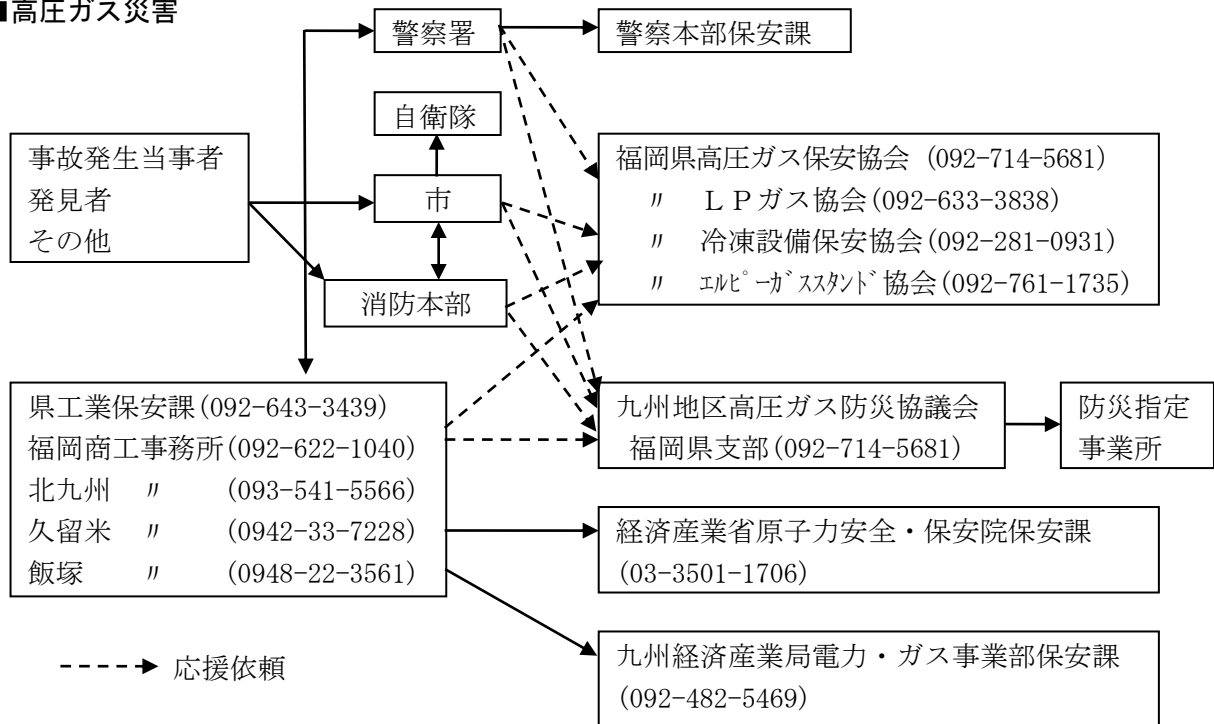 ■高圧ガス災害
警察署
警察本部保安課
自衛隊
事故発生当事者
発見者
その他
市
消防本部
福岡県高圧ガス保安協会 (092-714-5681)
〃 ＬＰガス協会(092-633-3838)
〃 冷凍設備保安協会(092-281-0931)
〃 ｴﾙﾋﾟｰｶﾞｽｽﾀﾝﾄﾞ協会(092-761-1735)
県工業保安課(092-643-3439)
福岡商工事務所(092-622-1040)
北九州 〃 (093-541-5566)
久留米 〃 (0942-33-7228)
飯塚 〃 (0948-22-3561)
九州地区高圧ガス防災協議会
福岡県支部(092-714-5681)
防災指定
事業所
経済産業省原子力安全・保安院保安課
(03-3501-1706)
九州経済産業局電力・ガス事業部保安課
(092-482-5469)
応援依頼